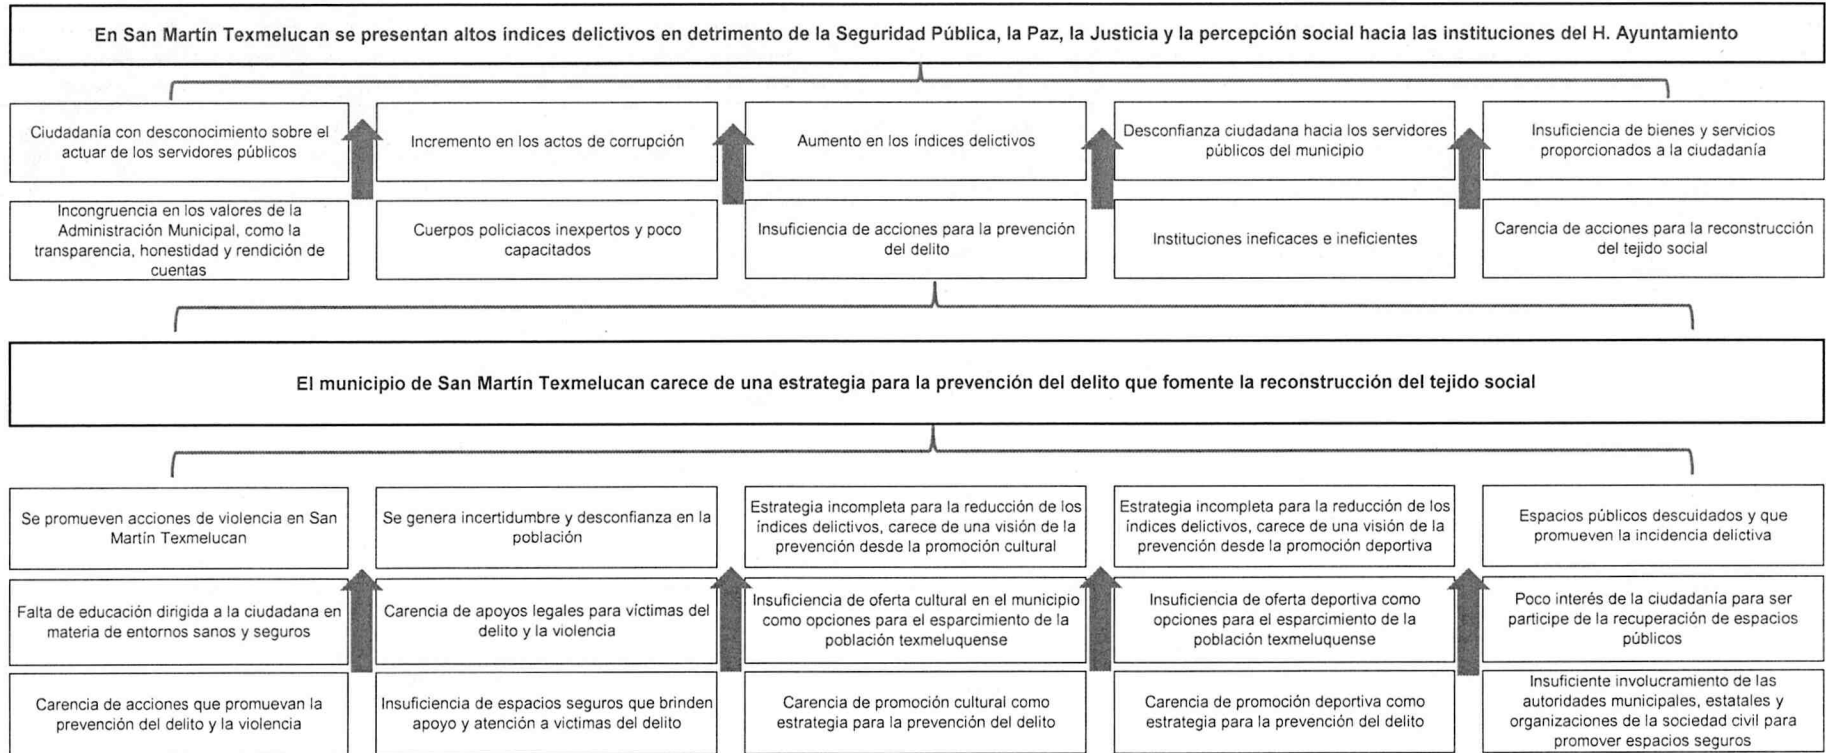 En San Martín Texmelucan se presentan altos índices delictivos en detrimento de la Seguridad Pública, la Paz, la Justicia y la percepción social hacia las instituciones del H. Ayuntamiento
Ciudadanía con desconocimiento sobre el
actuar de los servidores públicos
Incremento en los actos de corrupción
Aumento en los índices delictivos
Desconfianza ciudadana hacia los servidores
públicos del municipio
Insuficiencia de bienes y servicios
proporcionados a la ciudadanía
Incongruencia en los valores de la
Administración Municipal, como la
transparencia, honestidad y rendición de
cuentas
Cuerpos policiacos inexpertos y poco
capacitados
Insuficiencia de acciones para la prevención
del delito
Instituciones ineficaces e ineficientes
Carencia de acciones para la reconstrucción
del tejido social
El municipio de San Martín Texmelucan carece de una estrategia para la prevención del delito que fomente la reconstrucción del tejido social
Se promueven acciones de violencia en San
Martín Texmelucan
Se genera incertidumbre y desconfianza en la
población
Estrategia incompleta para la reducción de los
índices delictivos, carece de una visión de la
prevención desde la promoción cultural
Estrategia incompleta para la reducción de los
índices delictivos, carece de una visión de la
prevención desde la promoción deportiva
Espacios públicos descuidados y que
promueven la incidencia delictiva
Falta de educación dirigida a la ciudadana en
materia de entornos sanos y seguros
Carencia de apoyos legales para víctimas del
delito y la violencia
Insuficiencia de oferta cultural en el municipio
como opciones para el esparcimiento de la
población texmeluquense
Insuficiencia de oferta deportiva como
opciones para el esparcimiento de la
población texmeluquense
Poco interés de la ciudadanía para ser
participe de la recuperación de espacios
públicos
Carencia de acciones que promuevan la
prevención del delito y la violencia
Insuficiencia de espacios seguros que brinden
apoyo y atención a victimas del delito
Carencia de promoción cultural como
estrategia para la prevención del delito
Carencia de promoción deportiva como
estrategia para la prevención del delito
Insuficiente involucramiento de las
autoridades municipales, estatales y
organizaciones de la sociedad civil para
promover espacios seguros